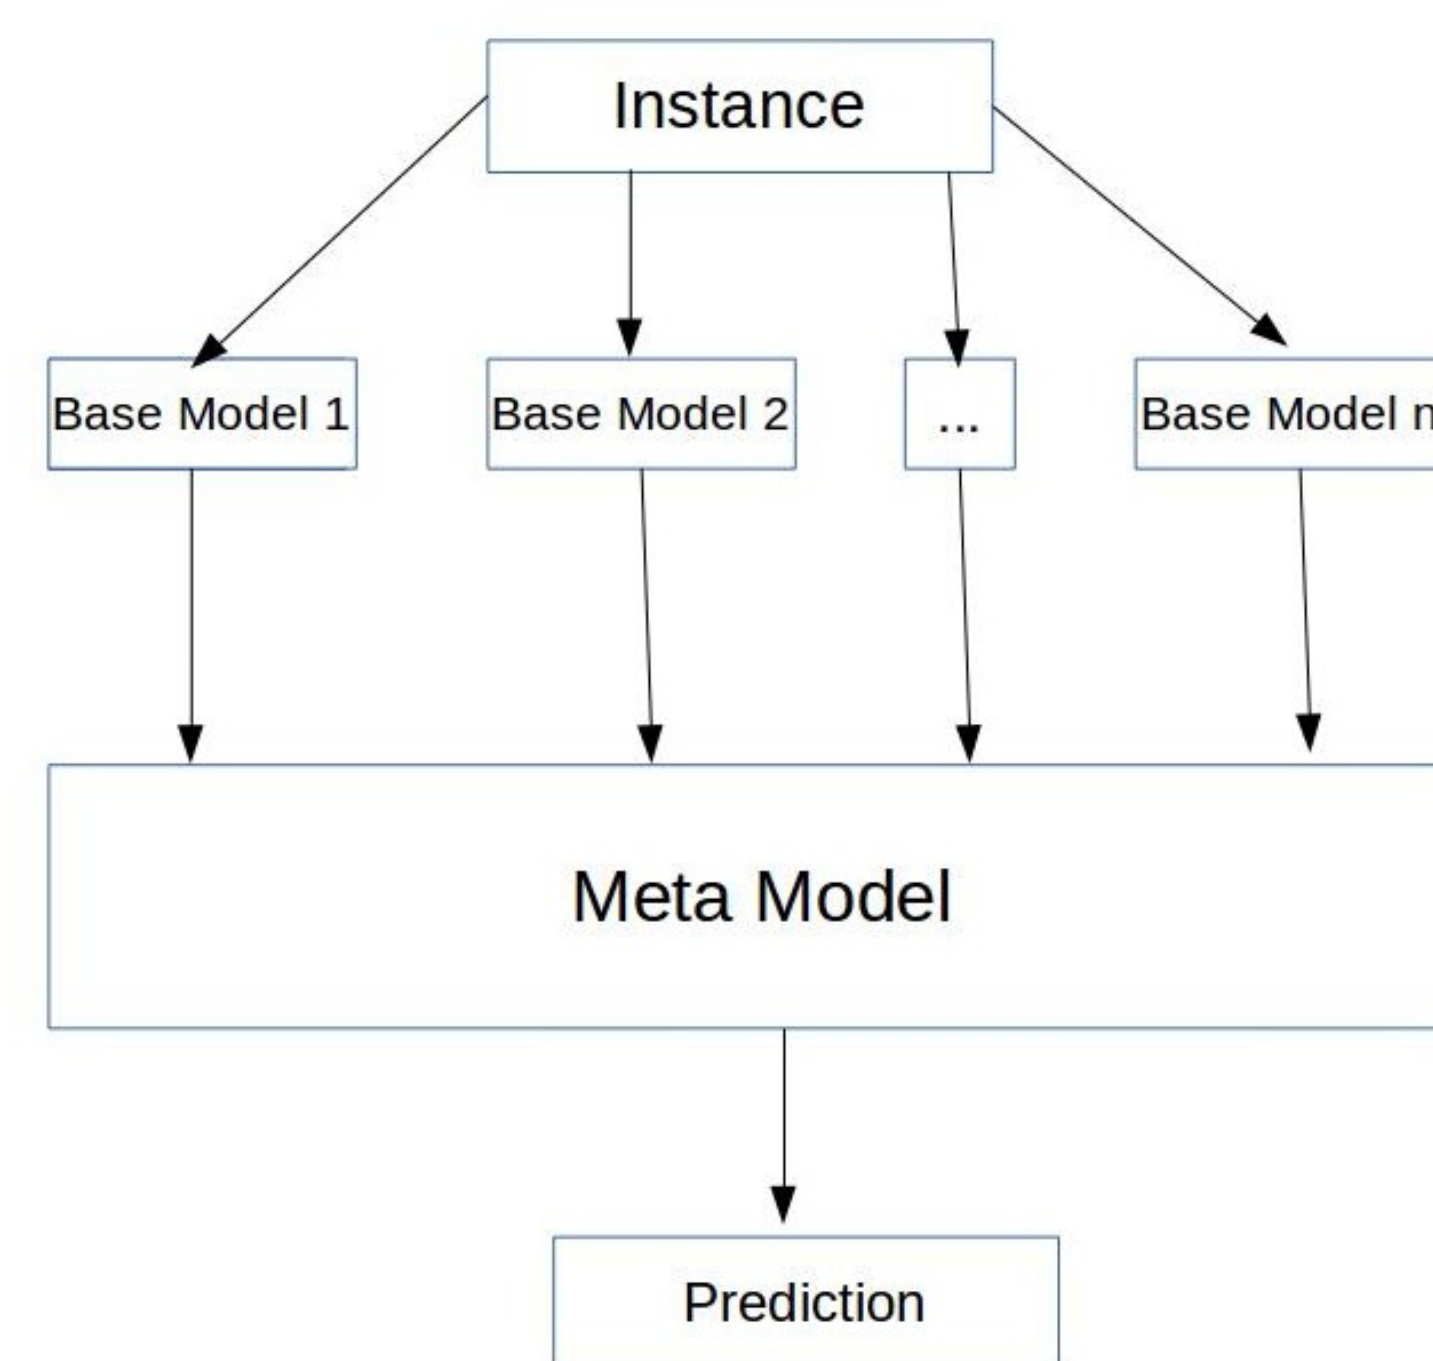 Instance
Base Model 1
Base Model 2
...
Base Model n
Meta Model
Prediction